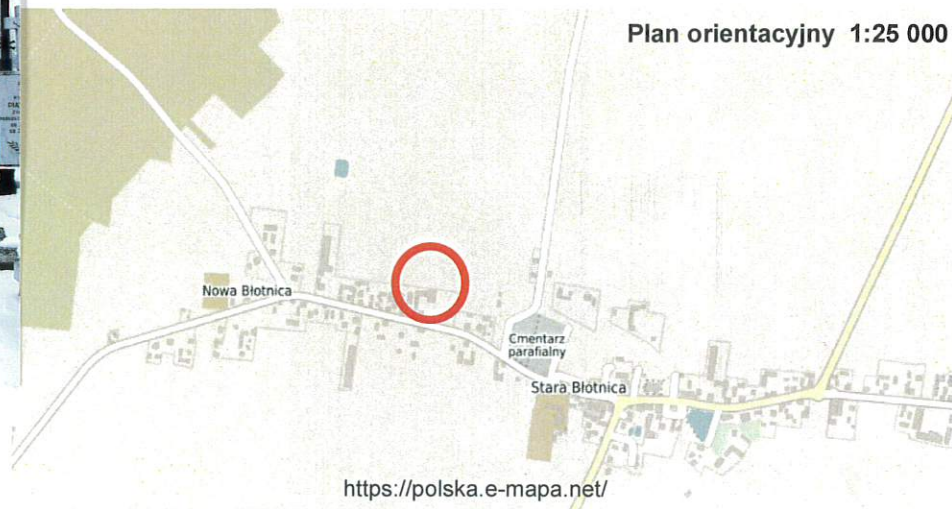 Plan orientacyjny 1:25 000
Nowa Błotnica
Cmentarz
parafialny
Stara Błotnica
https://polska.e-mapa.net/